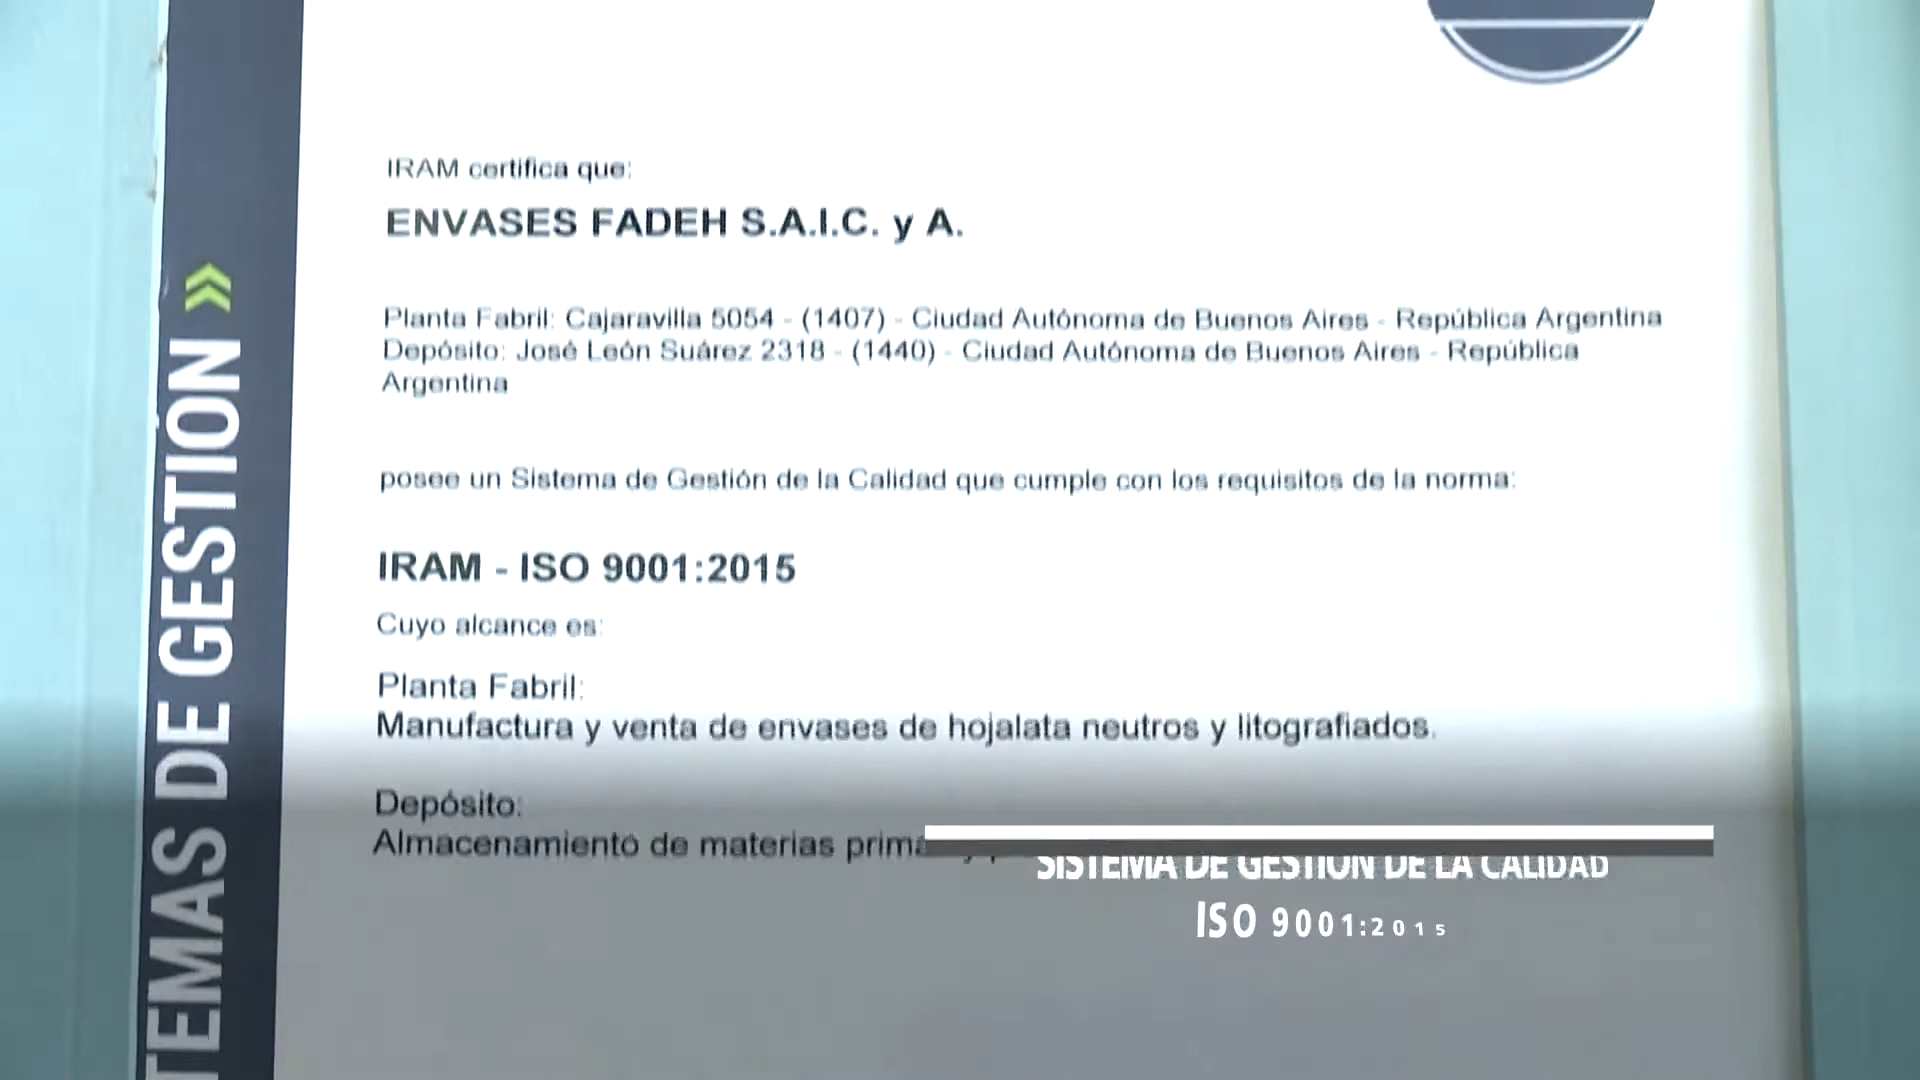 IRAM certifica que:
ENVASES FADEH S.A.I.C. y A.
Planta Fabril: Cajaravilla 5054 - (1407) - Ciudad Autónoma de Buenos Aires - República Argentina
Depósito: José León Suárez 2318 - (1440) - Ciudad Autónoma de Buenos Aires - República
Argentina
posee un Sistema de Gestión de la Calidad que cumple con los requisitos de la norma:
IRAM - ISO 9001:2015
Cuyo alcance es:
Planta Fabril:
Manufactura y venta de envases de hojalata neutros y litografiados.
Depósito:
Almacenamiento de materias
TEMAS DE GESTIÓN »
SISTEMA DE GESTIÓN DE LA CALIDAD
ISO 9001:2015